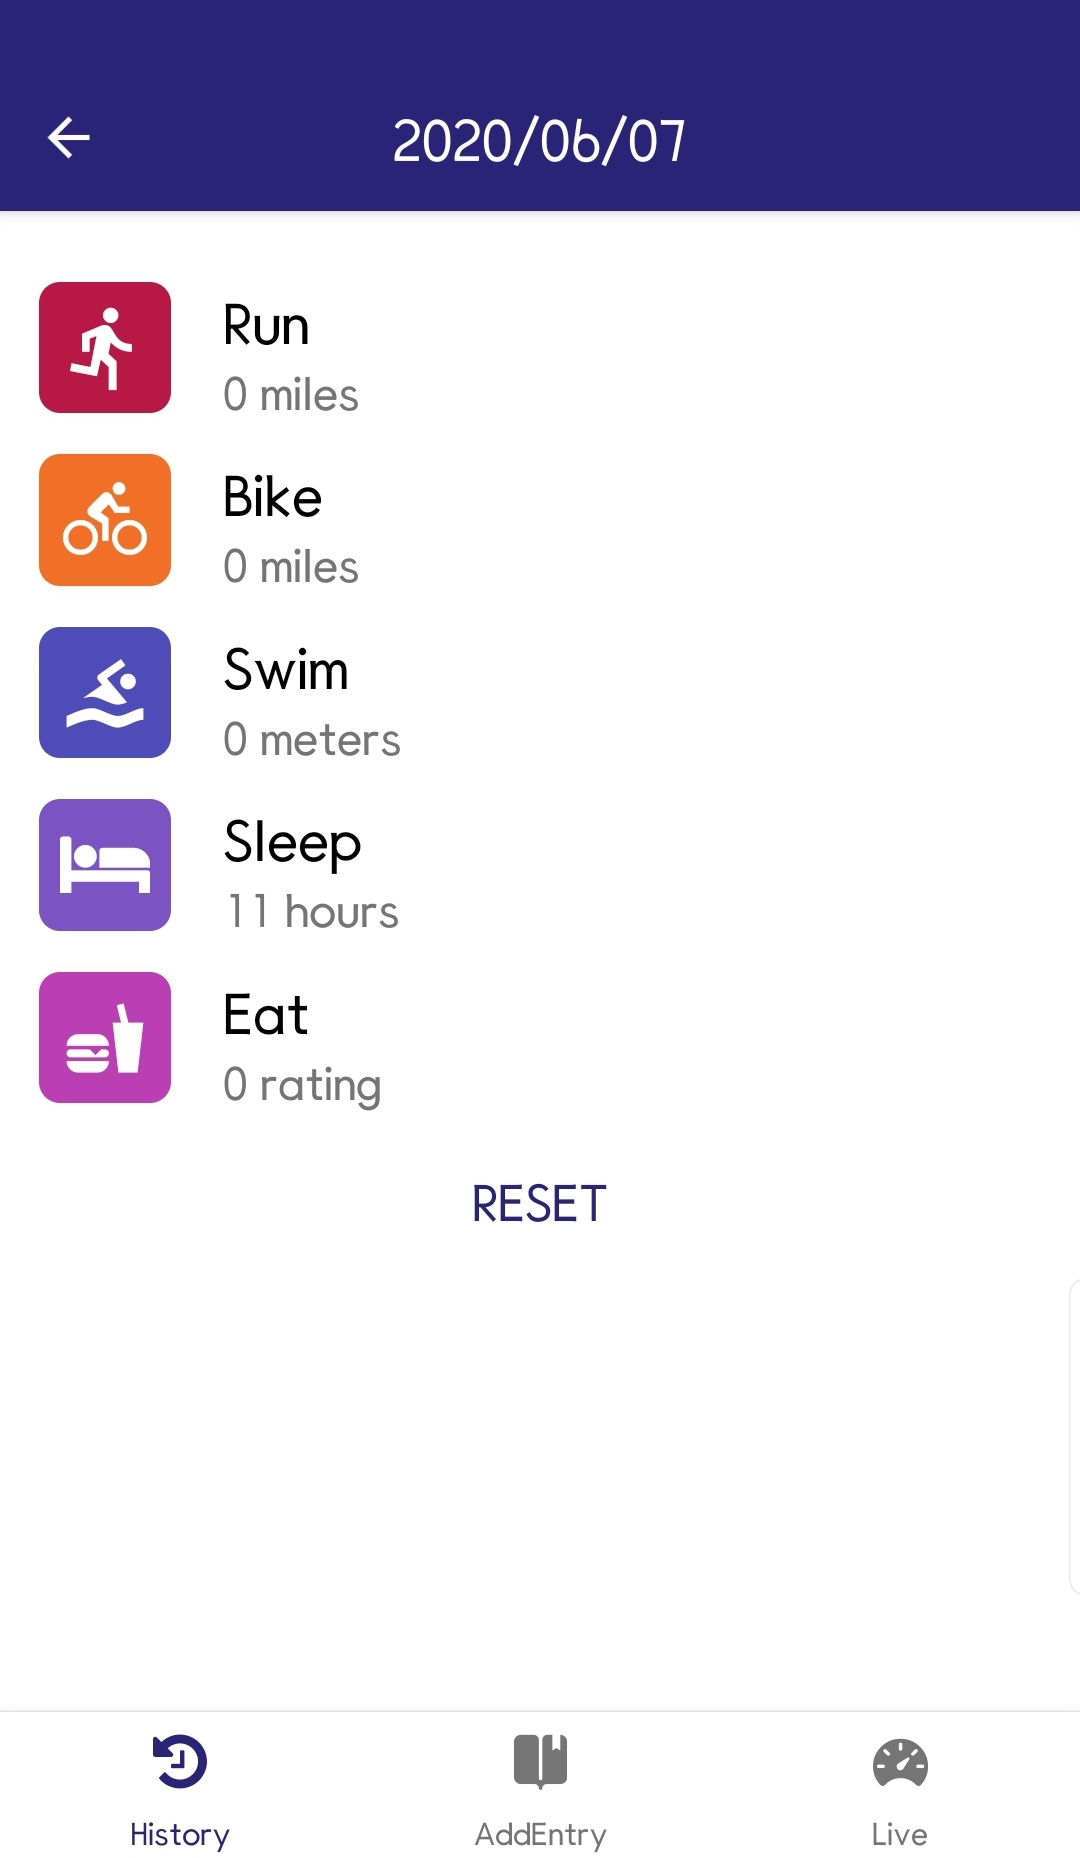 2020/06/07
Run
0 miles
Bike
0 miles
Swim
0 meters
Sleep
11 hours
Eat
0 rating
RESET
History
AddEntry
Live